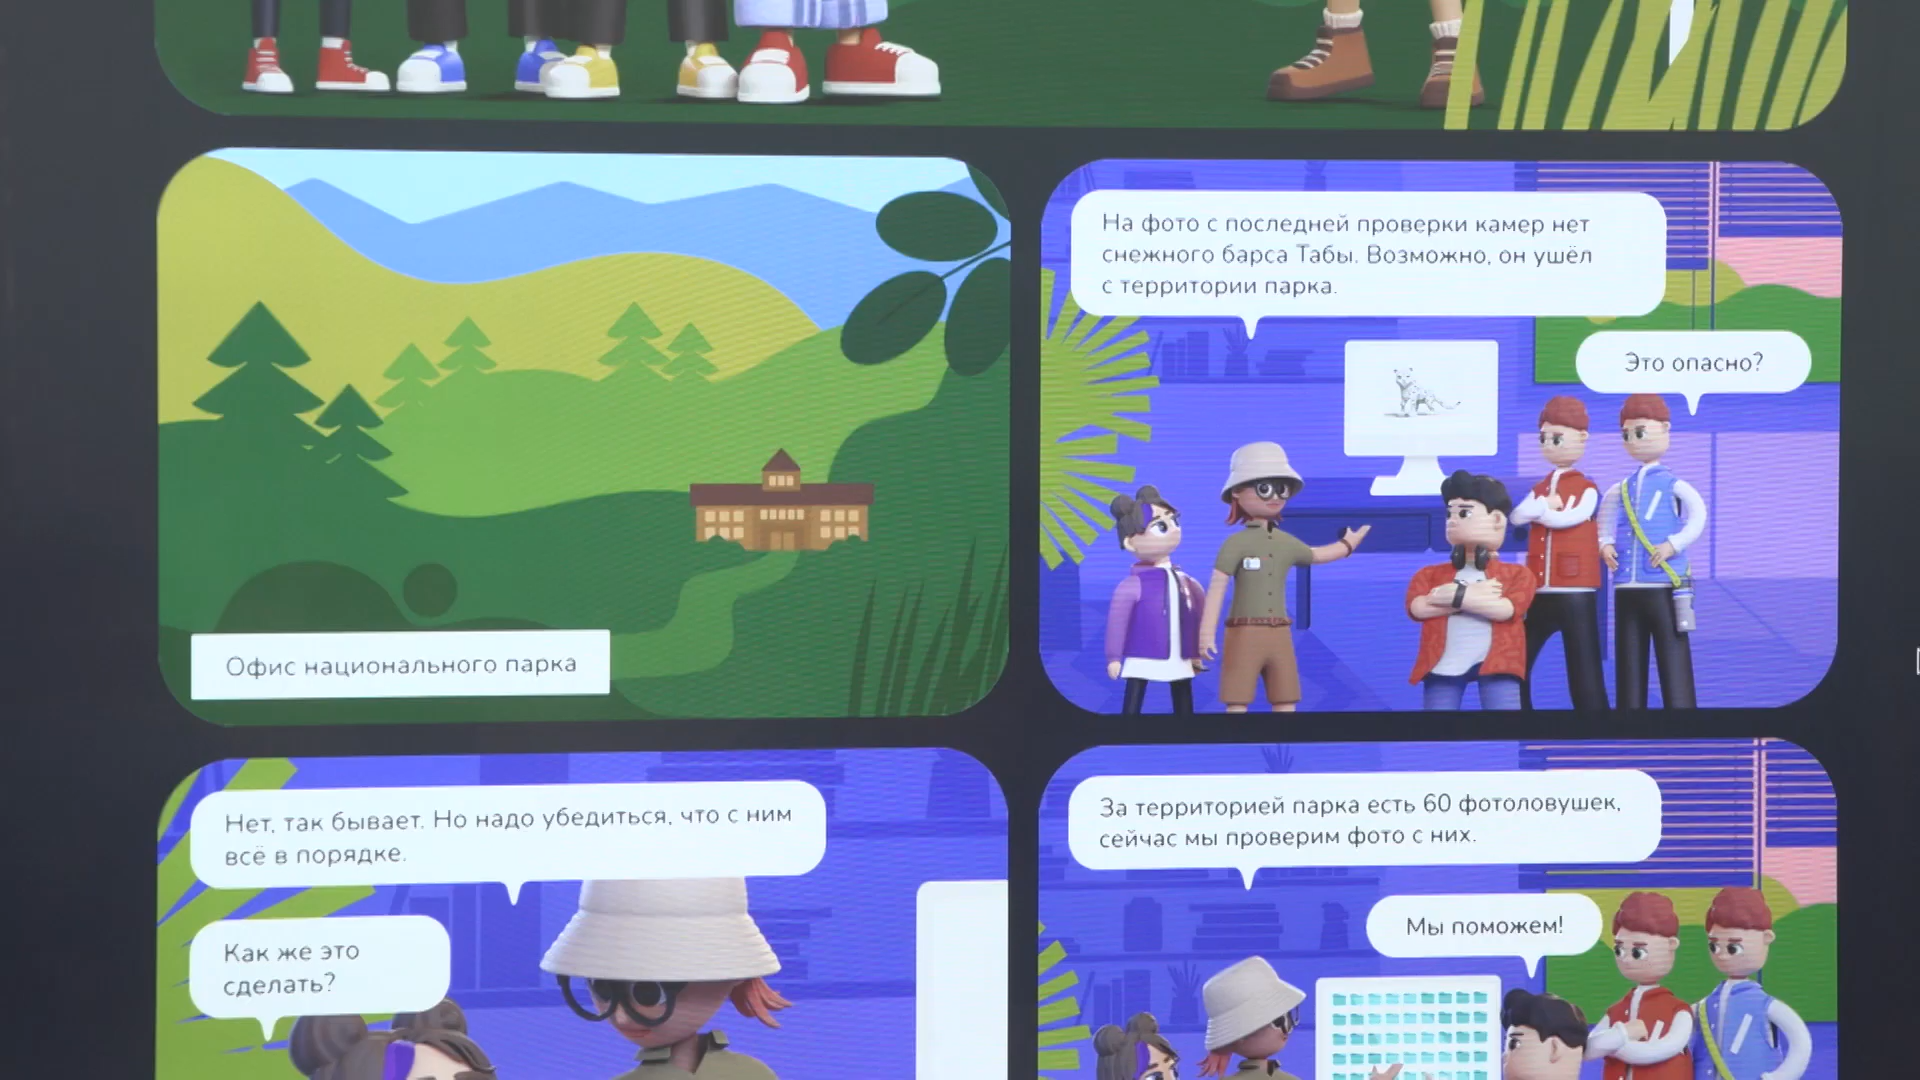 Офис национального парка
На фото с последней проверки камер нет
снежного барса Табы. Возможно, он ушёл
с территории парка.
Это опасно?
Нет, так бывает. Но надо убедиться, что с ним
всё в порядке.
Как же это
сделать?
За территорией парка есть 60 фотоловушек,
сейчас мы проверим фото с них.
Мы поможем!